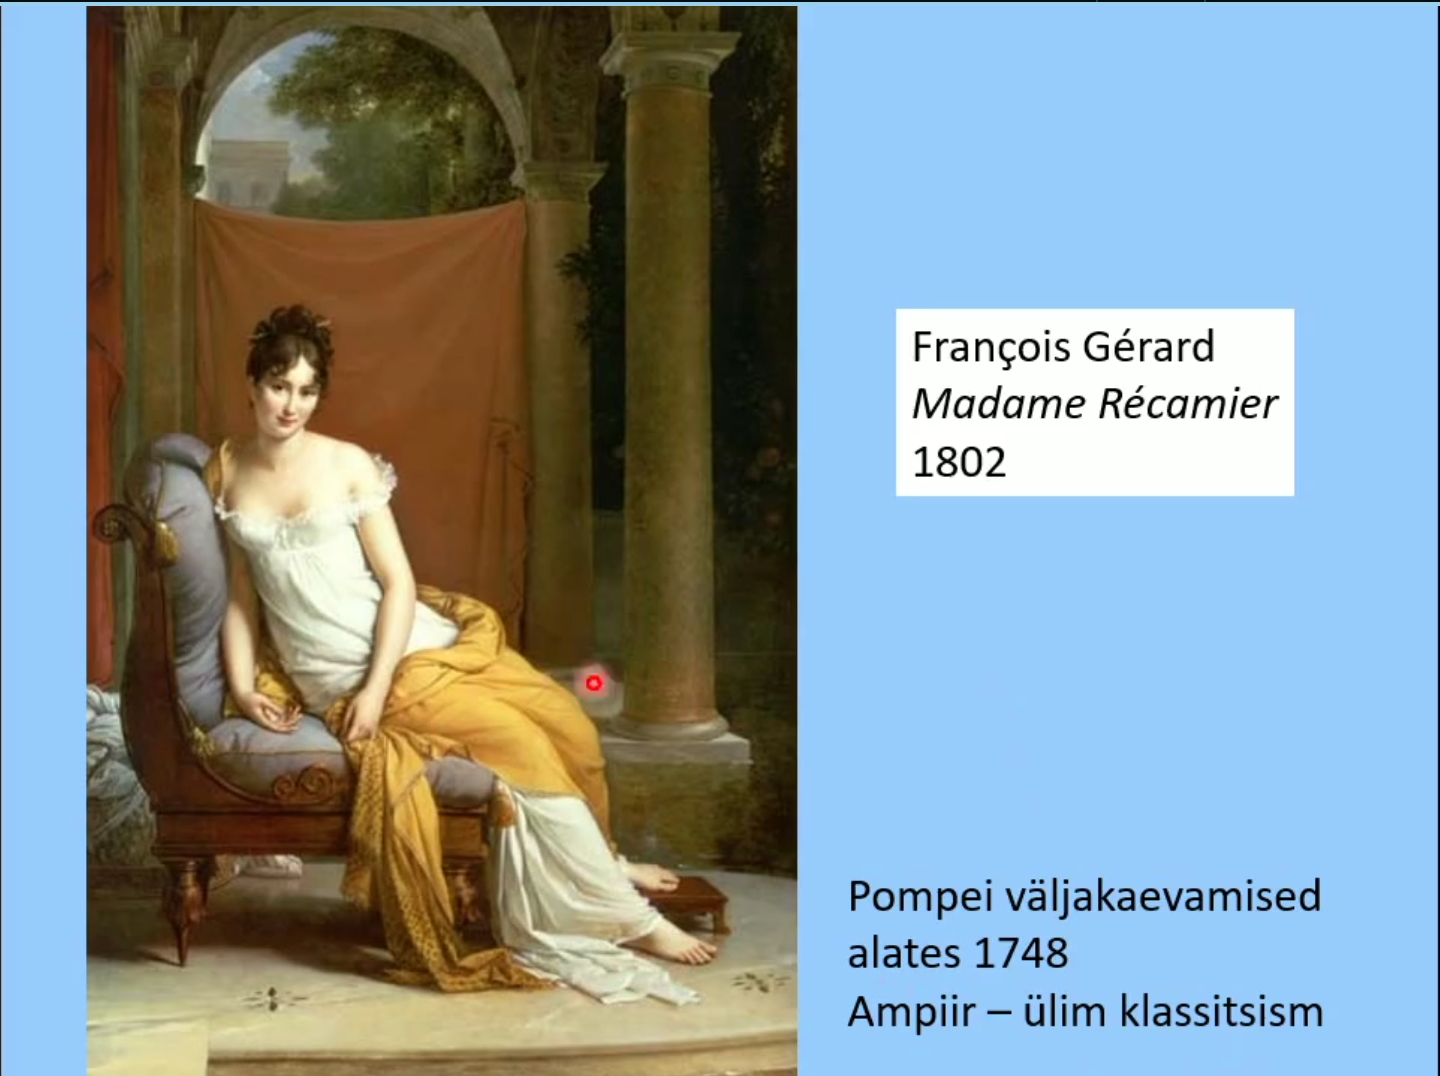 François Gérard
Madame Récamier
1802
Pompei väljakaevamised
alates 1748
Ampiir – ülim klassitsism